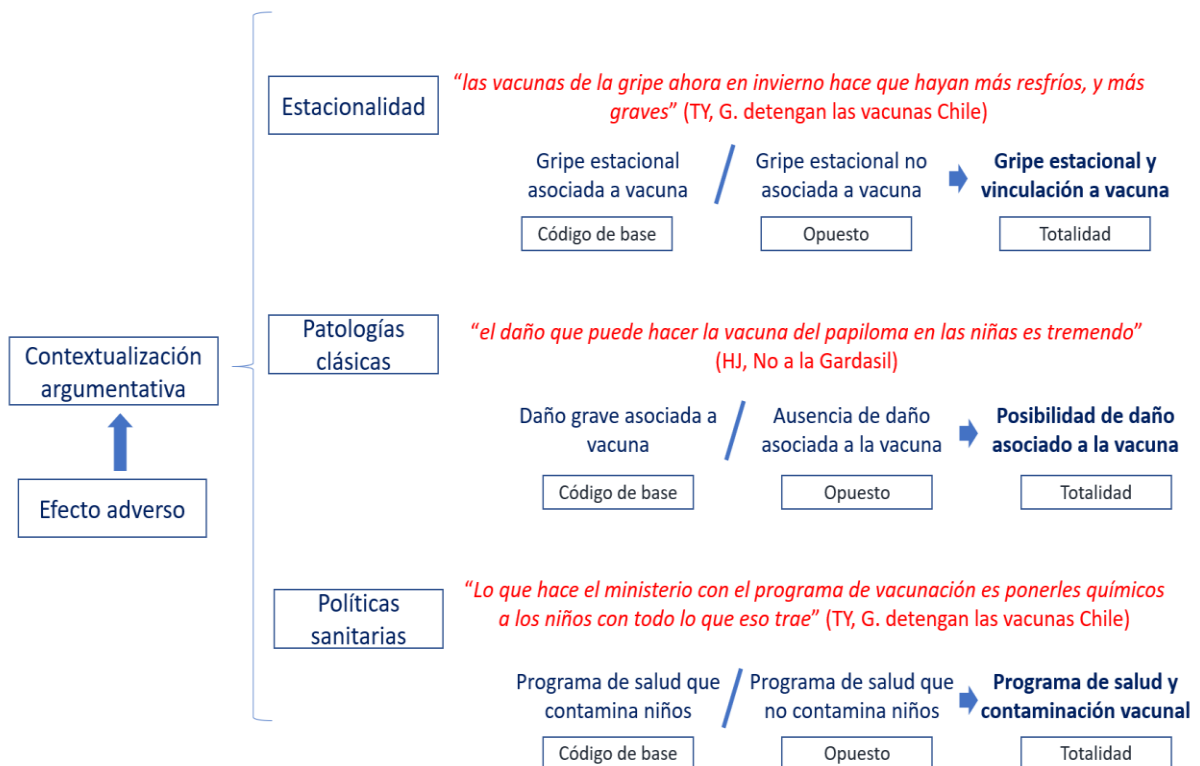 Contextualización
argumentativa
Efecto adverso
Estacionalidad
“las vacunas de la gripe ahora en invierno hace que hayan más resfríos, y más
graves” (TY, G. detengan las vacunas Chile)
Gripe estacional
asociada a vacuna
/
Gripe estacional no
asociada a vacuna
Gripe estacional y
vinculación a vacuna
Código de base
Opuesto
Totalidad
Patologías
clásicas
“el daño que puede hacer la vacuna del papiloma en las niñas es tremendo”
(HJ, No a la Gardasil)
Daño grave asociada a
vacuna
/
Ausencia de daño
asociada a la vacuna
Posibilidad de daño
asociado a la vacuna
Código de base
Opuesto
Totalidad
Políticas
sanitarias
“Lo que hace el ministerio con el programa de vacunación es ponerles químicos
a los niños con todo lo que eso trae” (TY, G. detengan las vacunas Chile)
Programa de salud que
contamina niños
/
Programa de salud que
no contamina niños
Programa de salud y
contaminación vacunal
Código de base
Opuesto
Totalidad